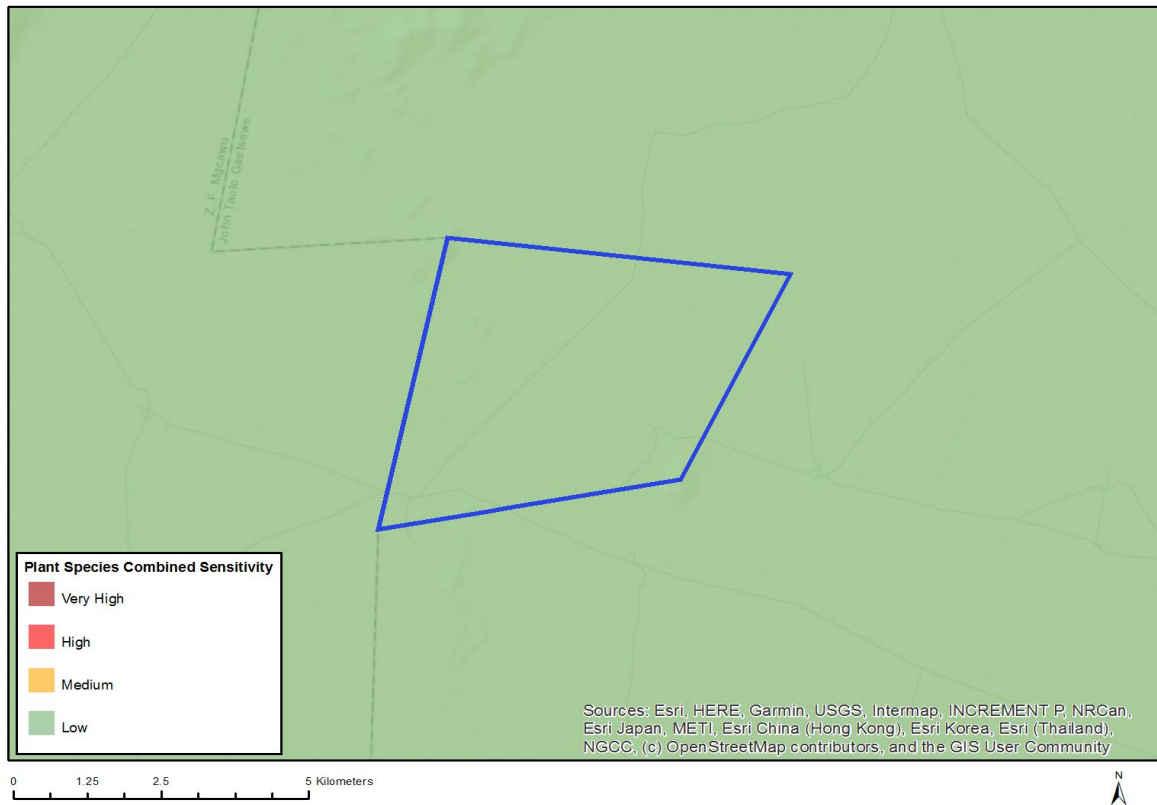 Z. F. Mgcawu
John Taolo Gaetsewe
Plant Species Combined Sensitivity
Very High
High
Medium
Low
Sources: Esri, HERE, Garmin, USGS, Intermap, INCREMENT P, NRCan,
Esri Japan, METI, Esri China (Hong Kong), Esri Korea, Esri (Thailand),
NGCC, (c) OpenStreetMap contributors, and the GIS User Community
0 1.25 2.5 5 Kilometers
N